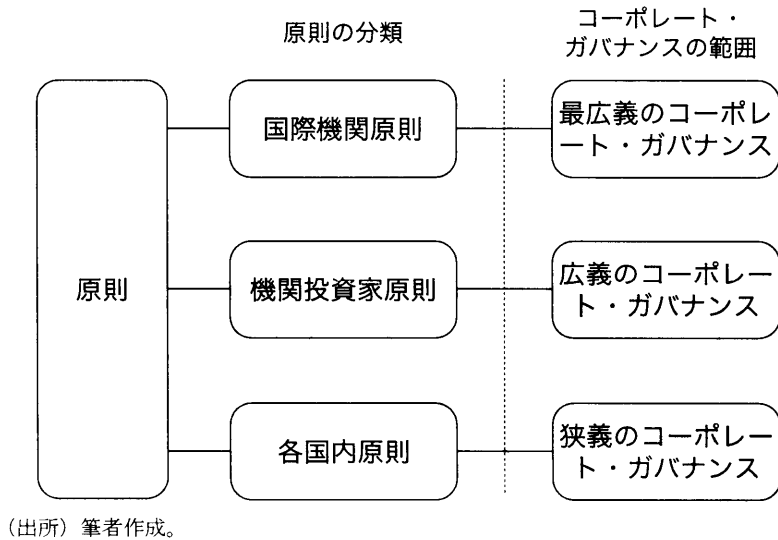 原則の分類
コーポレート・
ガバナンスの範囲
原則
国際機関原則
最広義のコーポレ
ート・ガバナンス
機関投資家原則
広義のコーポレー
ト・ガバナンス
各国内原則
狭義のコーポレー
ト・ガバナンス
（出所）筆者作成。